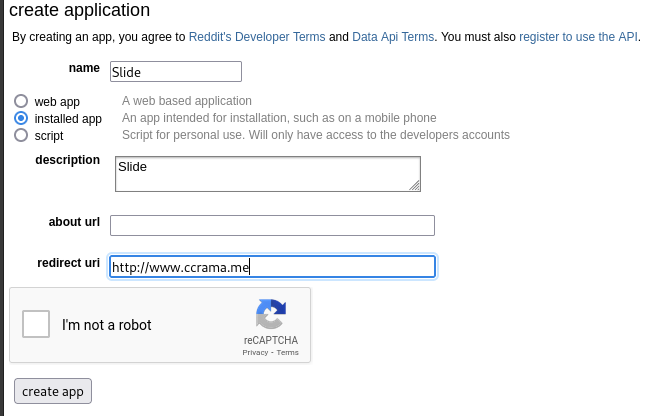 create application
By creating an app, you agree to Reddit's Developer Terms and Data Api Terms. You must also register to use the API.
name Slide
web app A web based application
installed app An app intended for installation, such as on a mobile phone
script Script for personal use. Will only have access to the developers accounts
description Slide
about url
redirect uri http://www.ccrama.me
I'm not a robot
reCAPTCHA
Privacy - Terms
create app